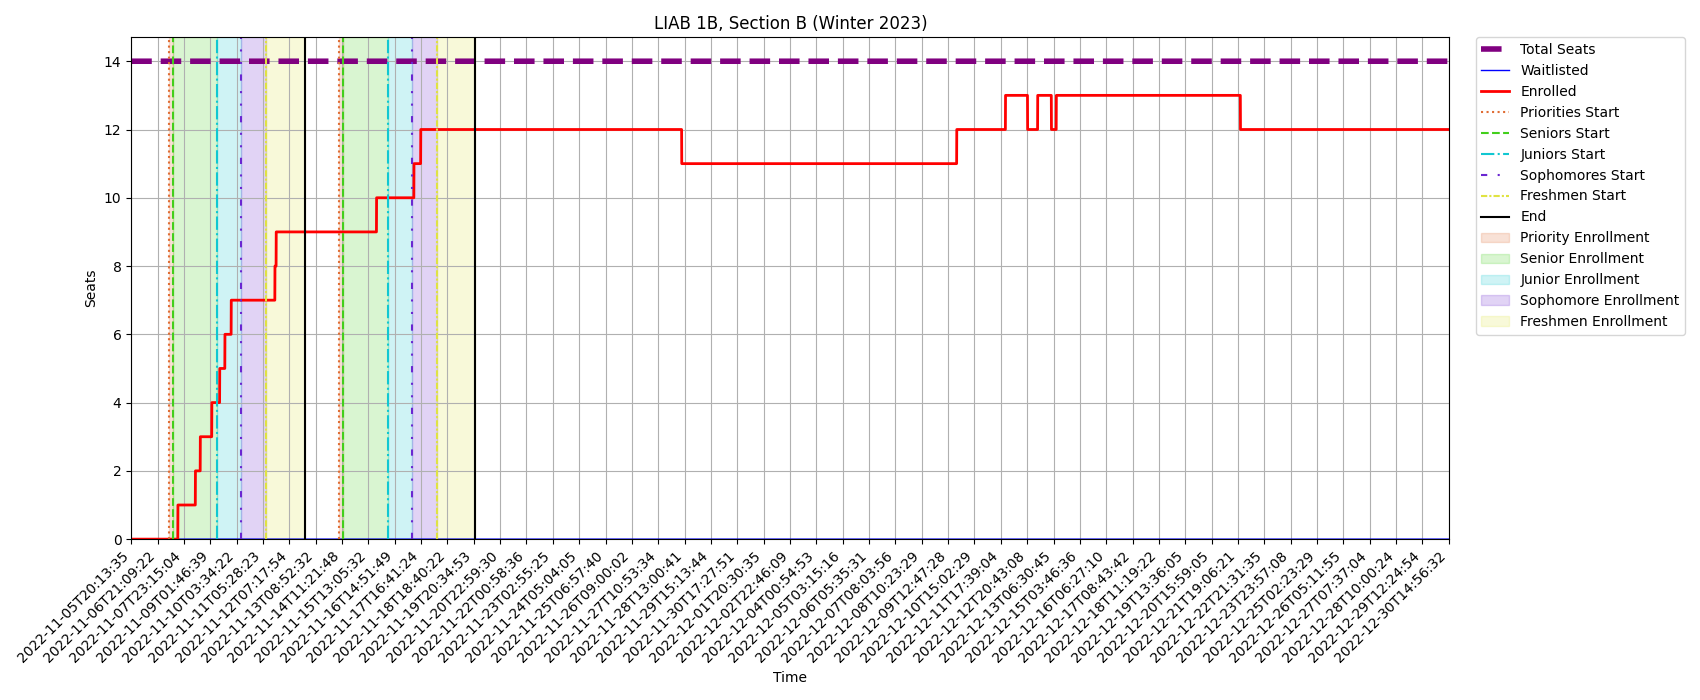 LIAB 1B, Section B (Winter 2023)
Seats
14
12
10
8
6
4
2
0
2022-11-05T20:13:35
2022-11-06T21:09:22
2022-11-07T23:15:04
2022-11-09T01:46:39
2022-11-10T03:34:22
2022-11-11T05:28:23
2022-11-12T07:17:54
2022-11-13T08:52:32
2022-11-14T11:21:48
2022-11-15T13:05:32
2022-11-16T14:51:49
2022-11-17T16:41:24
2022-11-18T18:40:22
2022-11-19T20:34:53
2022-11-20T22:59:30
2022-11-22T00:58:36
2022-11-23T02:55:25
2022-11-24T05:04:05
2022-11-25T06:57:40
2022-11-26T09:00:02
2022-11-27T10:53:34
2022-11-28T13:00:41
2022-11-29T15:13:44
2022-11-30T17:27:51
2022-12-01T20:30:35
2022-12-02T22:46:09
2022-12-04T00:54:53
2022-12-05T03:15:16
2022-12-06T05:35:31
2022-12-07T08:03:56
2022-12-08T10:23:29
2022-12-09T12:47:28
2022-12-10T15:02:29
2022-12-11T17:39:04
2022-12-12T20:43:08
2022-12-13T06:30:45
2022-12-15T03:46:36
2022-12-16T06:27:10
2022-12-17T08:43:42
2022-12-18T11:19:22
2022-12-19T13:36:05
2022-12-20T15:59:05
2022-12-21T19:06:21
2022-12-22T21:31:35
2022-12-23T23:57:08
2022-12-25T02:23:29
2022-12-26T05:11:55
2022-12-27T07:37:04
2022-12-28T10:00:24
2022-12-29T12:24:54
2022-12-30T14:56:32
Time
Total Seats
Waitlisted
Enrolled
Priorities Start
Seniors Start
Juniors Start
Sophomores Start
Freshmen Start
End
Priority Enrollment
Senior Enrollment
Junior Enrollment
Sophomore Enrollment
Freshmen Enrollment